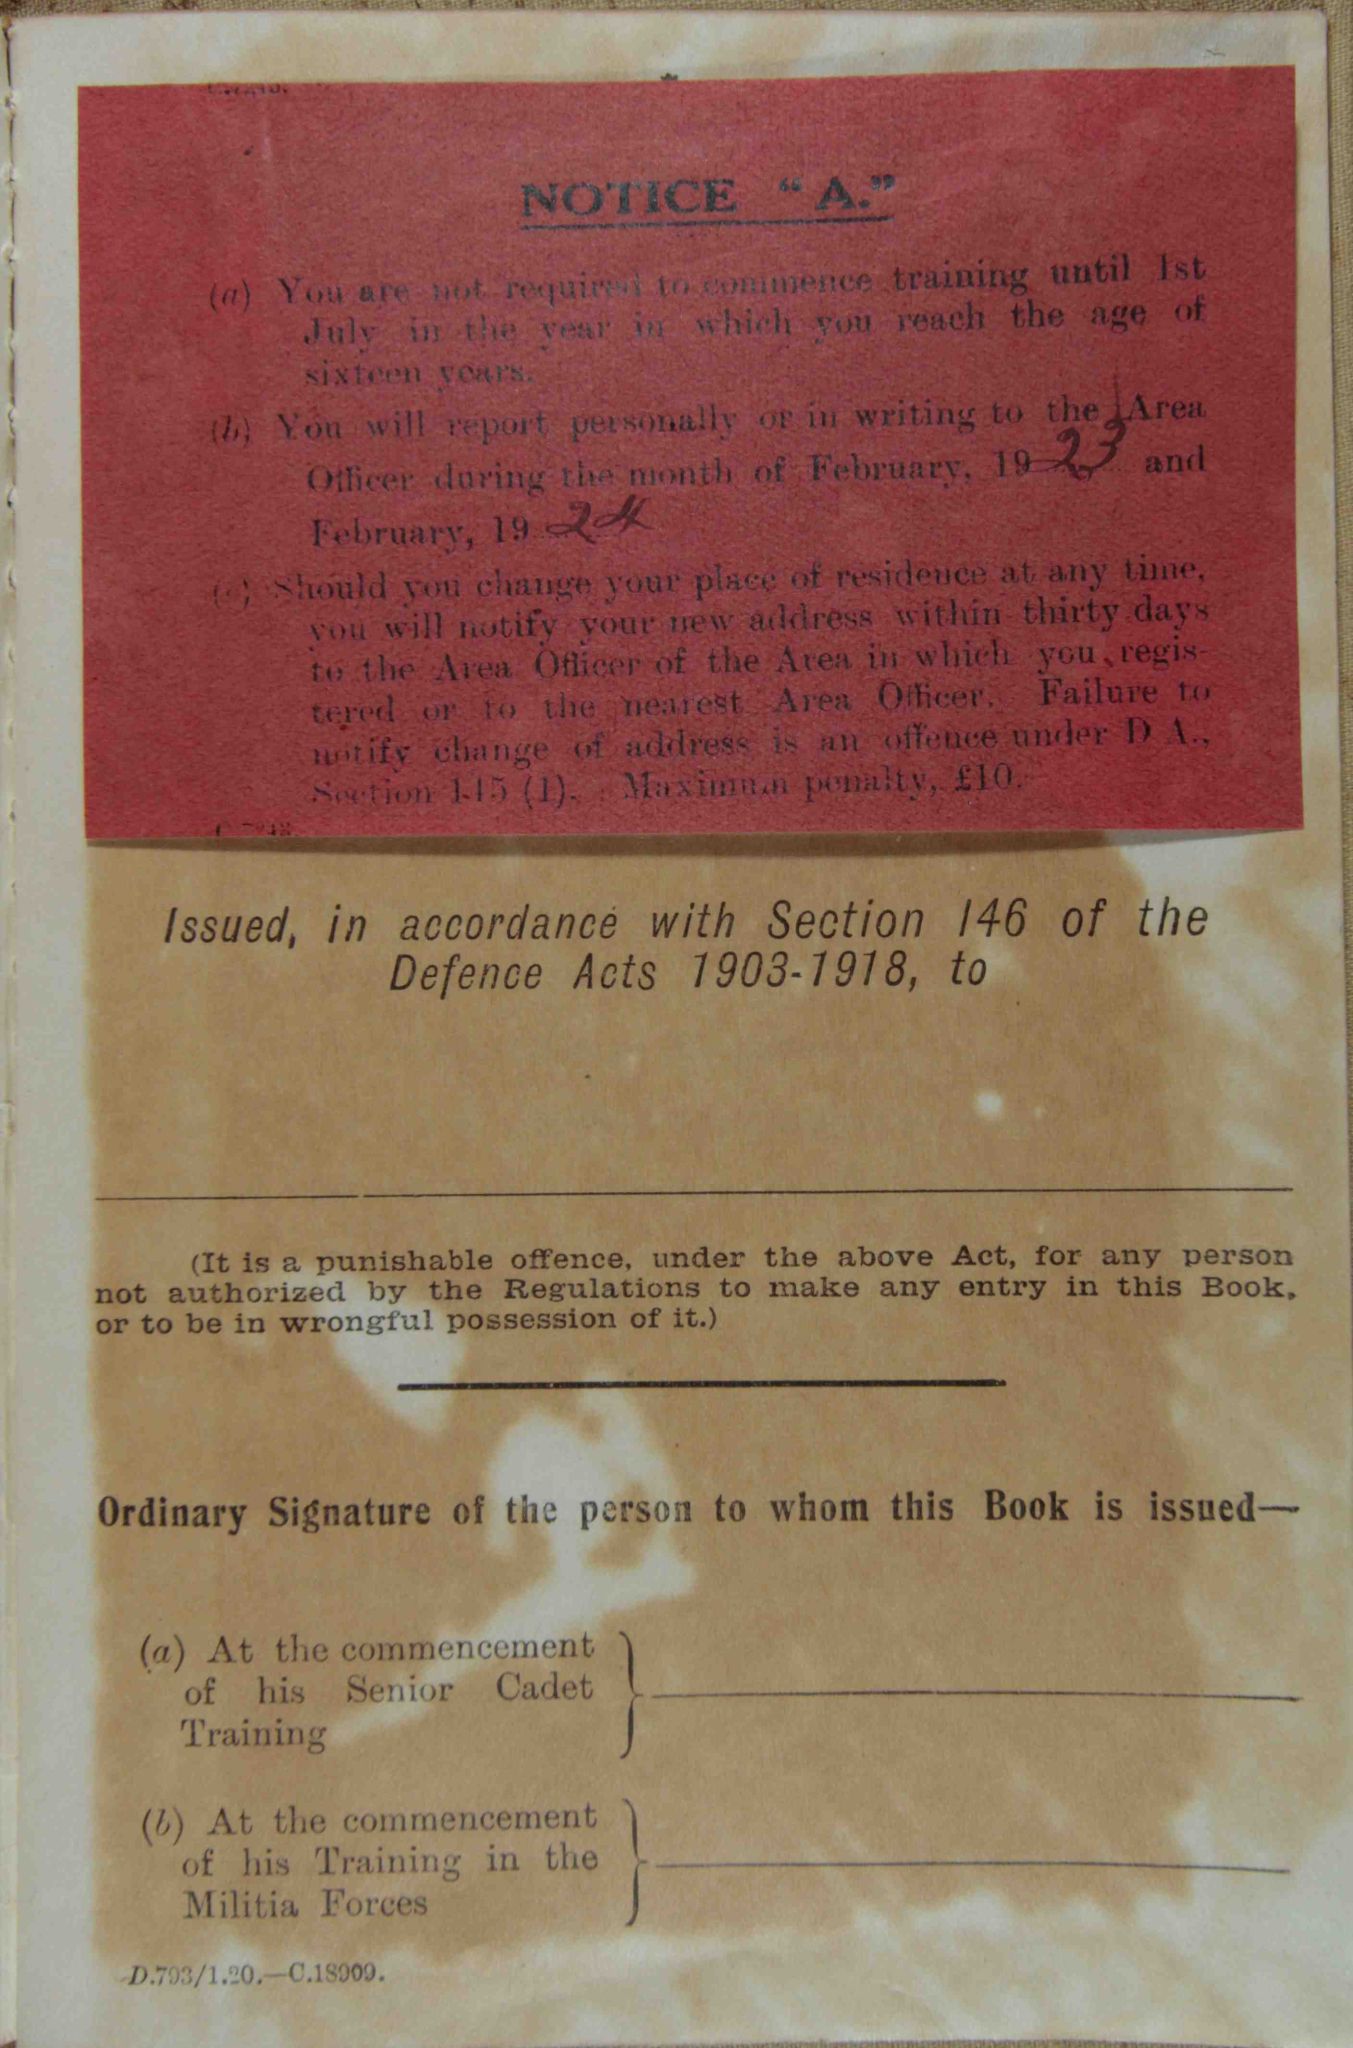 NOTICE “A.”
(a) You are not required to commence training until 1st
July in the year in which you reach the age of
sixteen years.
(b) You will report personally or in writing to the Area
Officer during the month of February, 1923 and
February, 1924
(c) Should you change your place of residence at any time,
you will notify your new address within thirty days
to the Area Officer of the Area in which you regis-
tered or to the nearest Area Officer. Failure to
notify change of address is an offence under D A.,
Section 145 (1). Maximum penalty, £10.
Issued, in accordance with Section 146 of the
Defence Acts 1903-1918, to
(It is a punishable offence, under the above Act, for any person
not authorized by the Regulations to make any entry in this Book,
or to be in wrongful possession of it.)
Ordinary Signature of the person to whom this Book is issued—
(a) At the commencement
of his Senior Cadet
Training
(b) At the commencement
of his Training in the
Militia Forces
D.793/1.20.—C.18909.